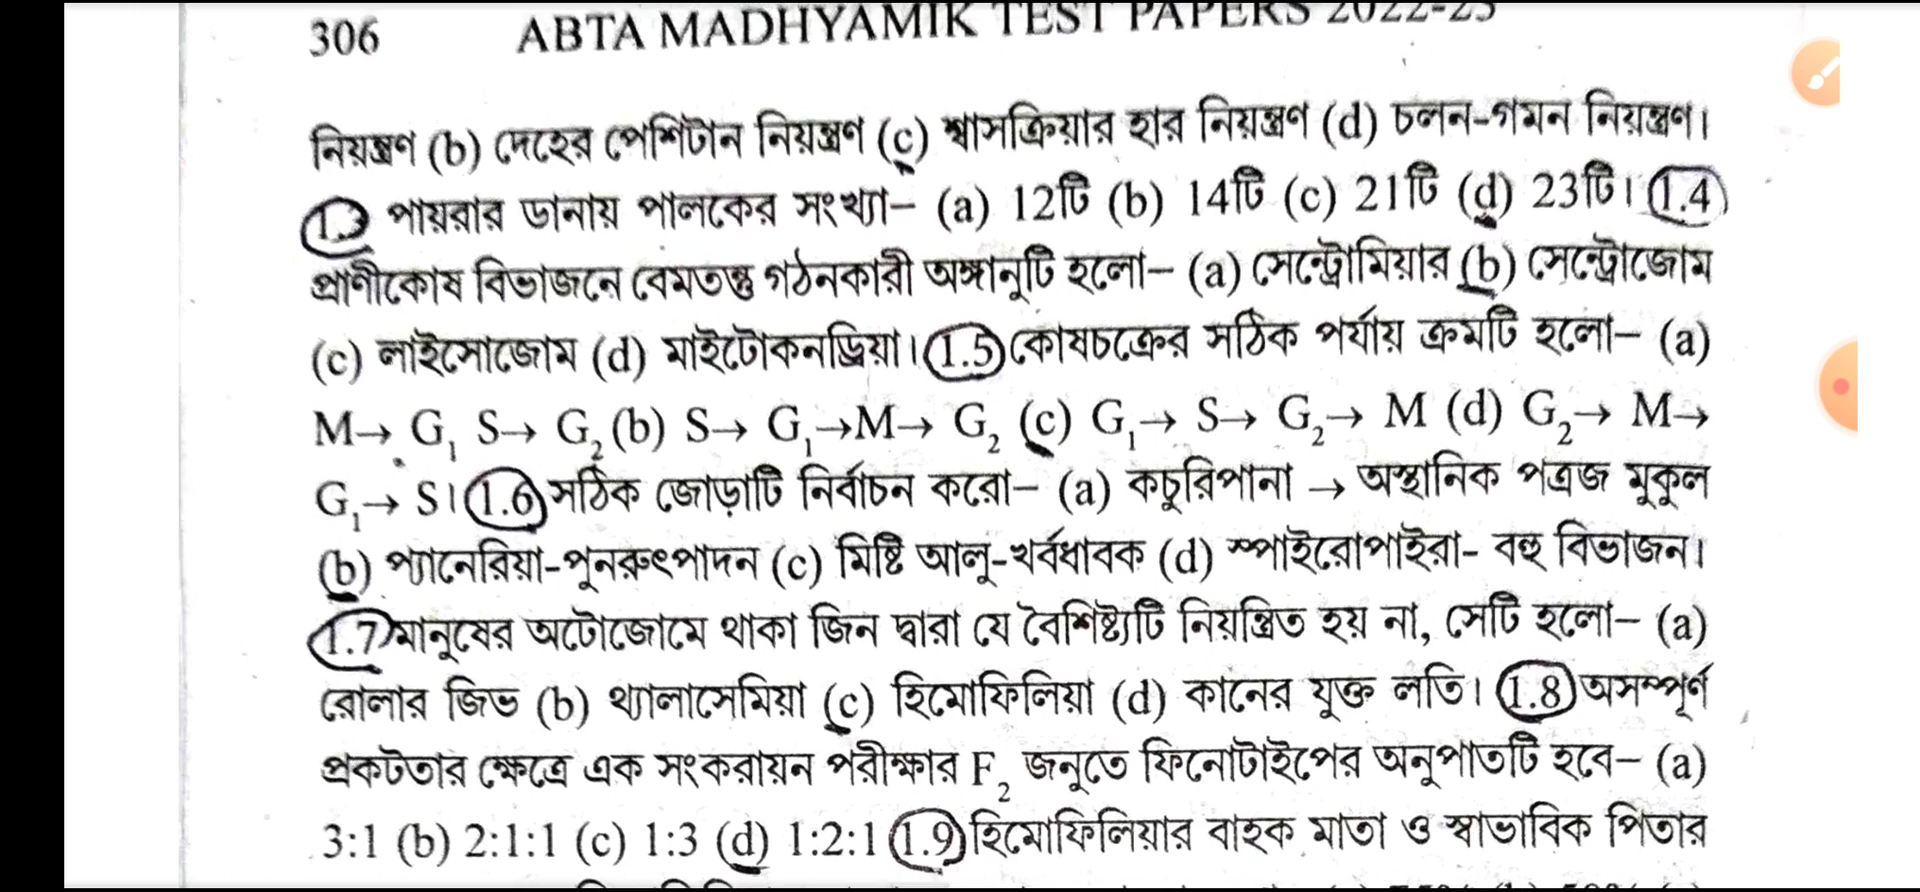 306 ABTA MADHYAMIK TEST PAPERS 2022-23
নিয়ন্ত্রণ (b) দেহের পেশিটান নিয়ন্ত্রণ (c) শ্বাসক্রিয়ার হার নিয়ন্ত্রণ (d) চলন-গমন নিয়ন্ত্রণ।
1.3 পায়রার ডানায় পালকের সংখ্যা– (a) 12টি (b) 14টি (c) 21টি (d) 23টি। 1.4
প্রাণীকোষ বিভাজনে বেমতন্তু গঠনকারী অঙ্গানুটি হলো– (a) সেন্ট্রোমিয়ার (b) সেন্ট্রোজোম
(c) লাইসোজোম (d) মাইটোকনড্রিয়া। 1.5 কোষচক্রের সঠিক পর্যায় ক্রমটি হলো– (a)
M→ G₁ S→ G₂ (b) S→ G₁→M→ G₂ (c) G₁→ S→ G₂→ M (d) G₂→ M→
G₁→ S। 1.6 সঠিক জোড়াটি নির্বাচন করো– (a) কচুরিপানা → অস্থানিক পত্রজ মুকুল
(b) প্যানেরিয়া-পুনরুৎপাদন (c) মিষ্টি আলু-খর্বধাবক (d) স্পাইরোপাইরা- বহু বিভাজন।
1.7 মানুষের অটোজোমে থাকা জিন দ্বারা যে বৈশিষ্ট্যটি নিয়ন্ত্রিত হয় না, সেটি হলো– (a)
রোলার জিভ (b) থ্যালাসেমিয়া (c) হিমোফিলিয়া (d) কানের যুক্ত লতি। 1.8 অসম্পূর্ণ
প্রকটতার ক্ষেত্রে এক সংকরায়ন পরীক্ষার F₂ জনুতে ফিনোটাইপের অনুপাতটি হবে– (a)
3:1 (b) 2:1:1 (c) 1:3 (d) 1:2:1 1.9 হিমোফিলিয়ার বাহক মাতা ও স্বাভাবিক পিতার